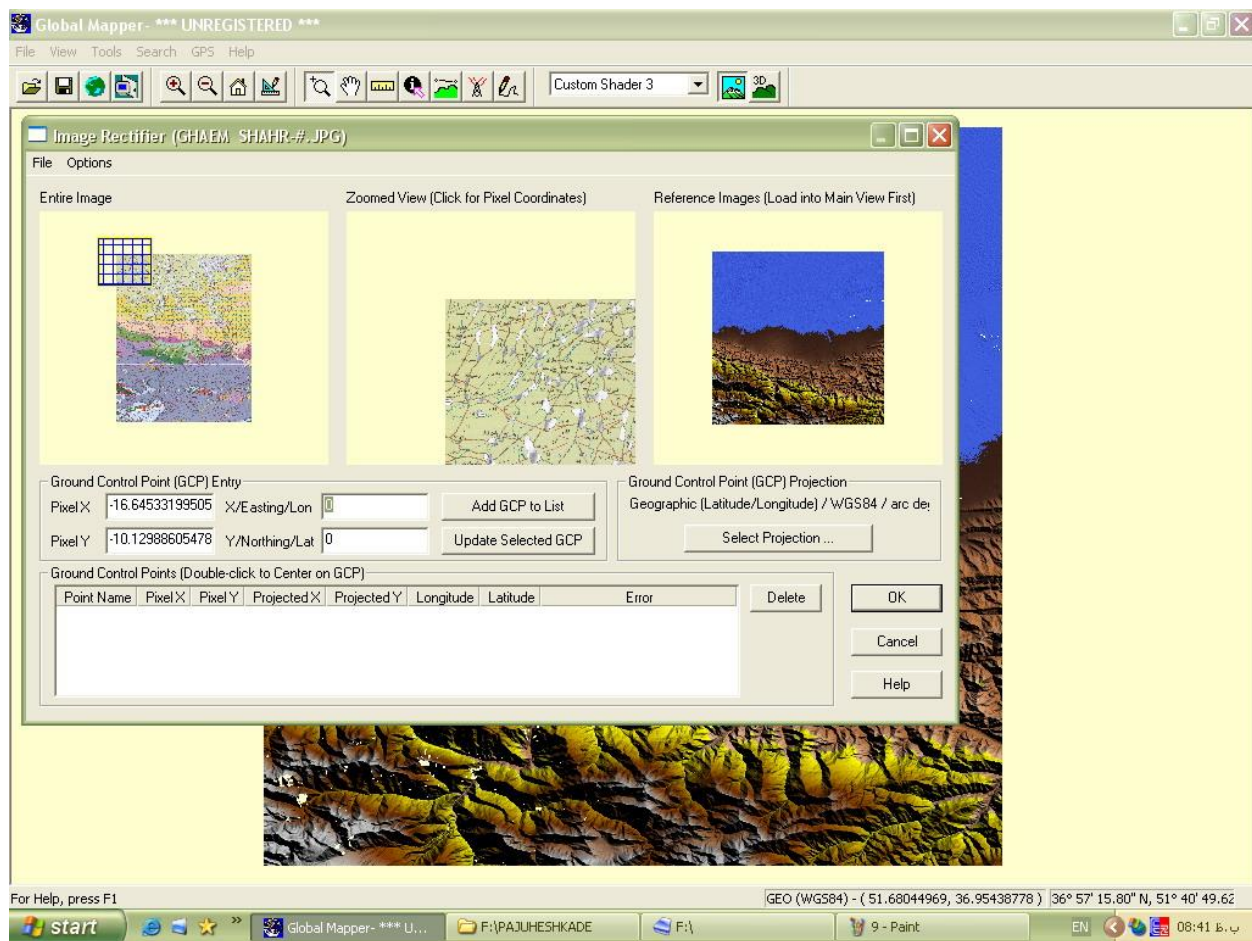 Global Mapper- *** UNREGISTERED ***
File View Tools Search GPS Help
Custom Shader 3
3D
Image Rectifier (GHAEM SHAHR-#.JPG)
File Options
Entire Image
Zoomed View (Click for Pixel Coordinates)
Reference Images (Load into Main View First)
Ground Control Point (GCP) Entry
Pixel X -16.64533199505 X/Easting/Lon 0 Add GCP to List
Pixel Y -10.12988605478 Y/Northing/Lat 0 Update Selected GCP
Ground Control Point (GCP) Projection
Geographic (Latitude/Longitude) / WGS84 / arc deg
Select Projection ...
Ground Control Points (Double-click to Center on GCP)
Point Name Pixel X Pixel Y Projected X Projected Y Longitude Latitude Error
Delete
OK
Cancel
Help
For Help, press F1
GEO (WGS84) - ( 51.68044969, 36.95438778 ) 36° 57' 15.80" N, 51° 40' 49.62
start » Global Mapper- *** U... F:\PAJUHESHKADE F:\ 9 - Paint EN 08:41 ب.ظ